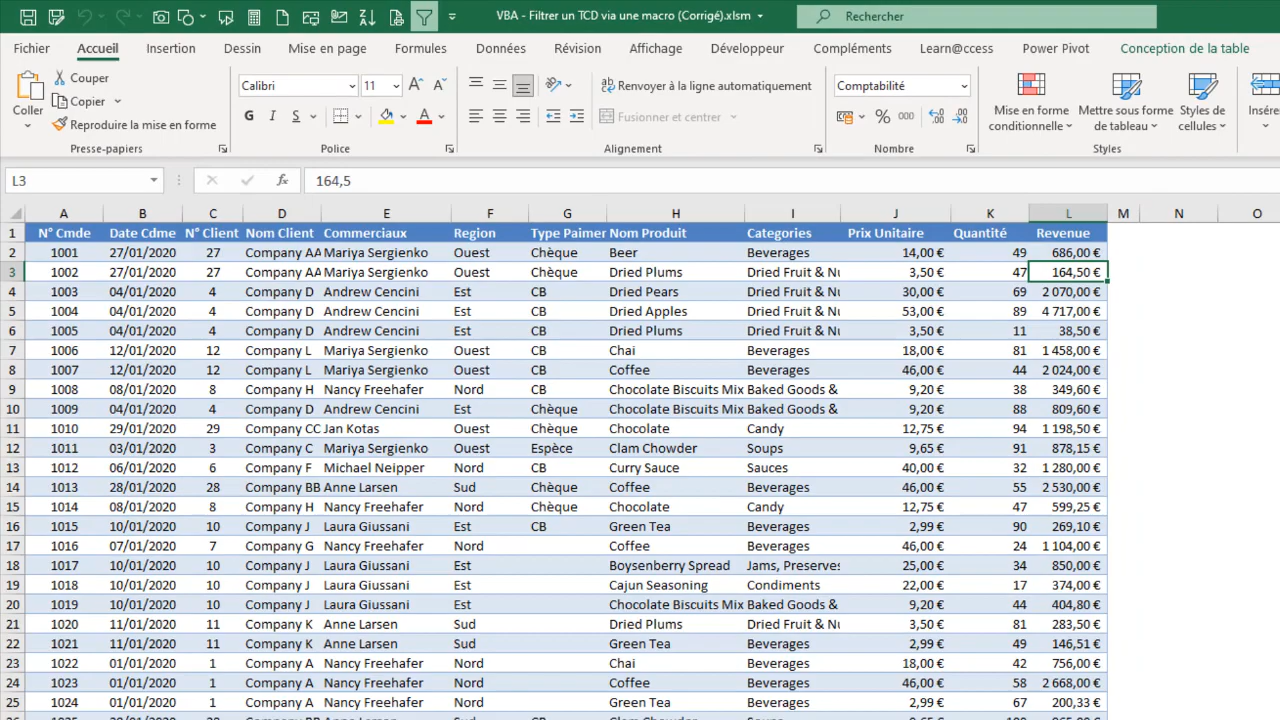 VBA - Filtrer un TCD via une macro (Corrigé).xlsm
Rechercher
Fichier Accueil Insertion Dessin Mise en page Formules Données Révision Affichage Développeur Compléments Learn@ccess Power Pivot Conception de la table
Coller
Couper
Copier
Reproduire la mise en forme
Presse-papiers
Calibri 11
G I S
Police
Renvoyer à la ligne automatiquement
Fusionner et centrer
Alignement
Comptabilité
% 000
Nombre
Mise en forme conditionnelle
Mettre sous forme de tableau
Styles de cellules
Styles
L3 fx 164,5
A B C D E F G H I J K L M N O
1 N° Cmde Date Cdme N° Client Nom Client Commerciaux Region Type Paimer Nom Produit Categories Prix Unitaire Quantité Revenue
2 1001 27/01/2020 27 Company AA Mariya Sergienko Ouest Chèque Beer Beverages 14,00 € 49 686,00 €
3 1002 27/01/2020 27 Company AA Mariya Sergienko Ouest Chèque Dried Plums Dried Fruit & Nu 3,50 € 47 164,50 €
4 1003 04/01/2020 4 Company D Andrew Cencini Est CB Dried Pears Dried Fruit & Nu 30,00 € 69 2 070,00 €
5 1004 04/01/2020 4 Company D Andrew Cencini Est CB Dried Apples Dried Fruit & Nu 53,00 € 89 4 717,00 €
6 1005 04/01/2020 4 Company D Andrew Cencini Est CB Dried Plums Dried Fruit & Nu 3,50 € 11 38,50 €
7 1006 12/01/2020 12 Company L Mariya Sergienko Ouest CB Chai Beverages 18,00 € 81 1 458,00 €
8 1007 12/01/2020 12 Company L Mariya Sergienko Ouest CB Coffee Beverages 46,00 € 44 2 024,00 €
9 1008 08/01/2020 8 Company H Nancy Freehafer Nord CB Chocolate Biscuits Mix Baked Goods & 9,20 € 38 349,60 €
10 1009 04/01/2020 4 Company D Andrew Cencini Est Chèque Chocolate Biscuits Mix Baked Goods & 9,20 € 88 809,60 €
11 1010 29/01/2020 29 Company CC Jan Kotas Ouest Chèque Chocolate Candy 12,75 € 94 1 198,50 €
12 1011 03/01/2020 3 Company C Mariya Sergienko Ouest Espèce Clam Chowder Soups 9,65 € 91 878,15 €
13 1012 06/01/2020 6 Company F Michael Neipper Nord CB Curry Sauce Sauces 40,00 € 32 1 280,00 €
14 1013 28/01/2020 28 Company BB Anne Larsen Sud Chèque Coffee Beverages 46,00 € 55 2 530,00 €
15 1014 08/01/2020 8 Company H Nancy Freehafer Nord Chèque Chocolate Candy 12,75 € 47 599,25 €
16 1015 10/01/2020 10 Company J Laura Giussani Est CB Green Tea Beverages 2,99 € 90 269,10 €
17 1016 07/01/2020 7 Company G Nancy Freehafer Nord Coffee Beverages 46,00 € 24 1 104,00 €
18 1017 10/01/2020 10 Company J Laura Giussani Est Boysenberry Spread Jams, Preserves 25,00 € 34 850,00 €
19 1018 10/01/2020 10 Company J Laura Giussani Est Cajun Seasoning Condiments 22,00 € 17 374,00 €
20 1019 10/01/2020 10 Company J Laura Giussani Est Chocolate Biscuits Mix Baked Goods & 9,20 € 44 404,80 €
21 1020 11/01/2020 11 Company K Anne Larsen Sud Dried Plums Dried Fruit & Nu 3,50 € 81 283,50 €
22 1021 11/01/2020 11 Company K Anne Larsen Sud Green Tea Beverages 2,99 € 49 146,51 €
23 1022 01/01/2020 1 Company A Nancy Freehafer Nord Chai Beverages 18,00 € 42 756,00 €
24 1023 01/01/2020 1 Company A Nancy Freehafer Nord Coffee Beverages 46,00 € 58 2 668,00 €
25 1024 01/01/2020 1 Company A Nancy Freehafer Nord Green Tea Beverages 2,99 € 67 200,33 €